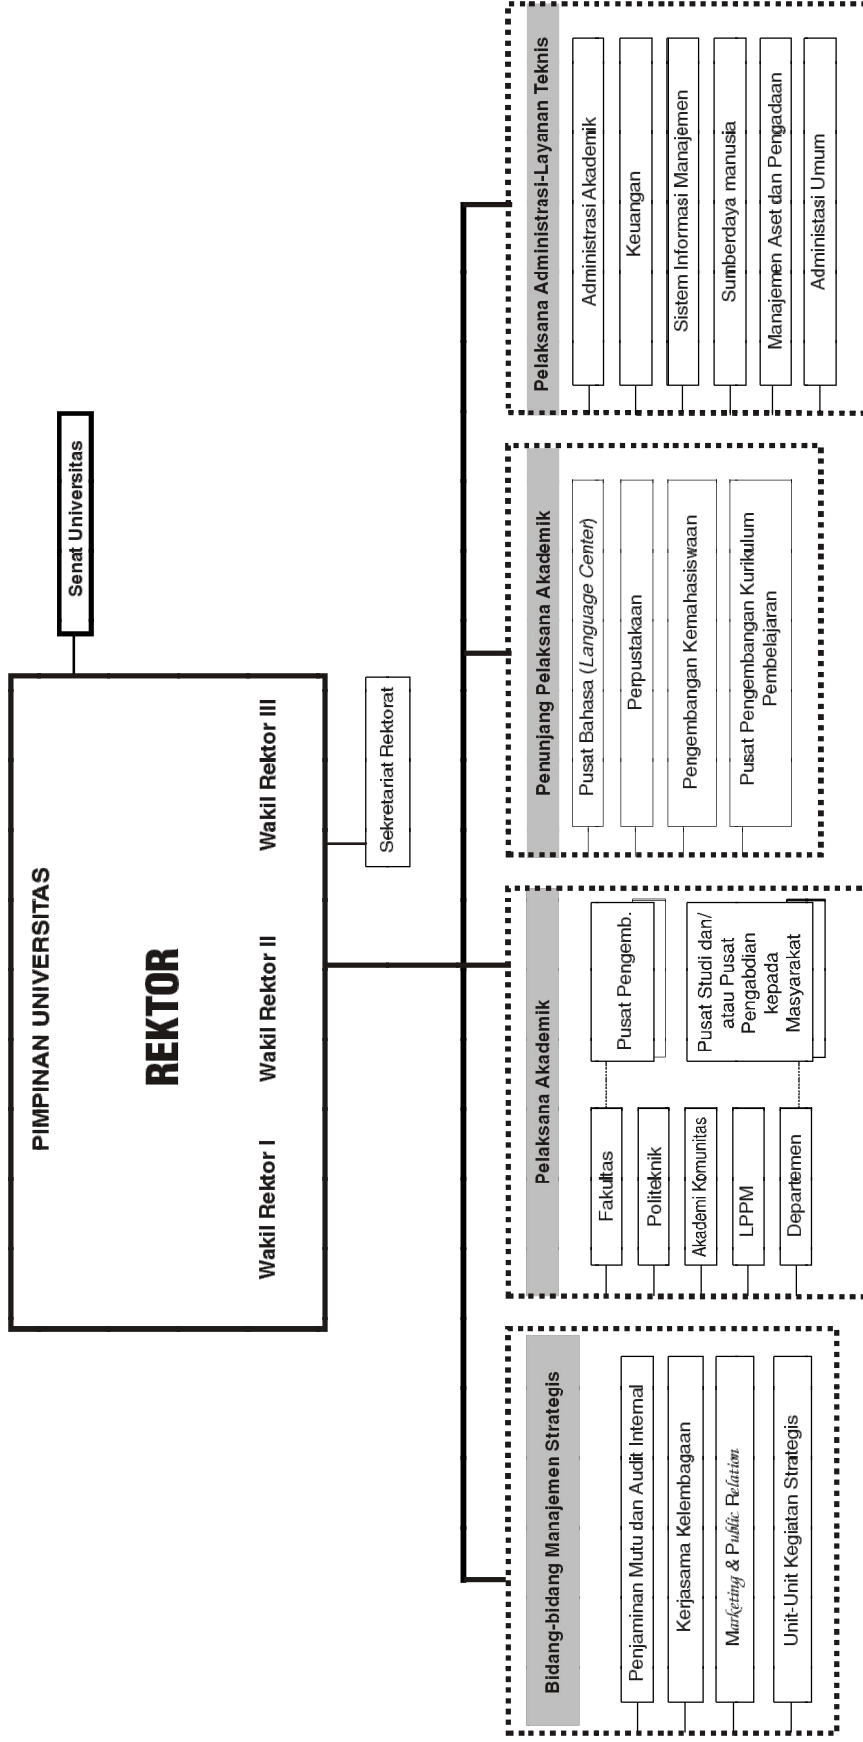 PIMPINAN UNIVERSITAS
REKTOR
Wakil Rektor I
Wakil Rektor II
Wakil Rektor III
Senat Universitas
Sekretariat Rektorat
Bidang-bidang Manajemen Strategis
Penjaminan Mutu dan Audit Internal
Kerjasama Kelembagaan
Marketing & Public Relation
Unit-Unit Kegiatan Strategis
Pelaksana Akademik
Fakultas
Politeknik
Akademi Komunitas
LPPM
Departemen
Pusat Pengemb.
Pusat Studi dan/
atau Pusat
Pengabdian
kepada
Masyarakat
Penunjang Pelaksana Akademik
Pusat Bahasa (Language Center)
Perpustakaan
Pengembangan Kemahasiswaan
Pusat Pengembangan Kurikulum
Pembelajaran
Pelaksana Administrasi-Layanan Teknis
Administrasi Akademik
Keuangan
Sistem Informasi Manajemen
Sumberdaya manusia
Manajemen Aset dan Pengadaan
Administasi Umum